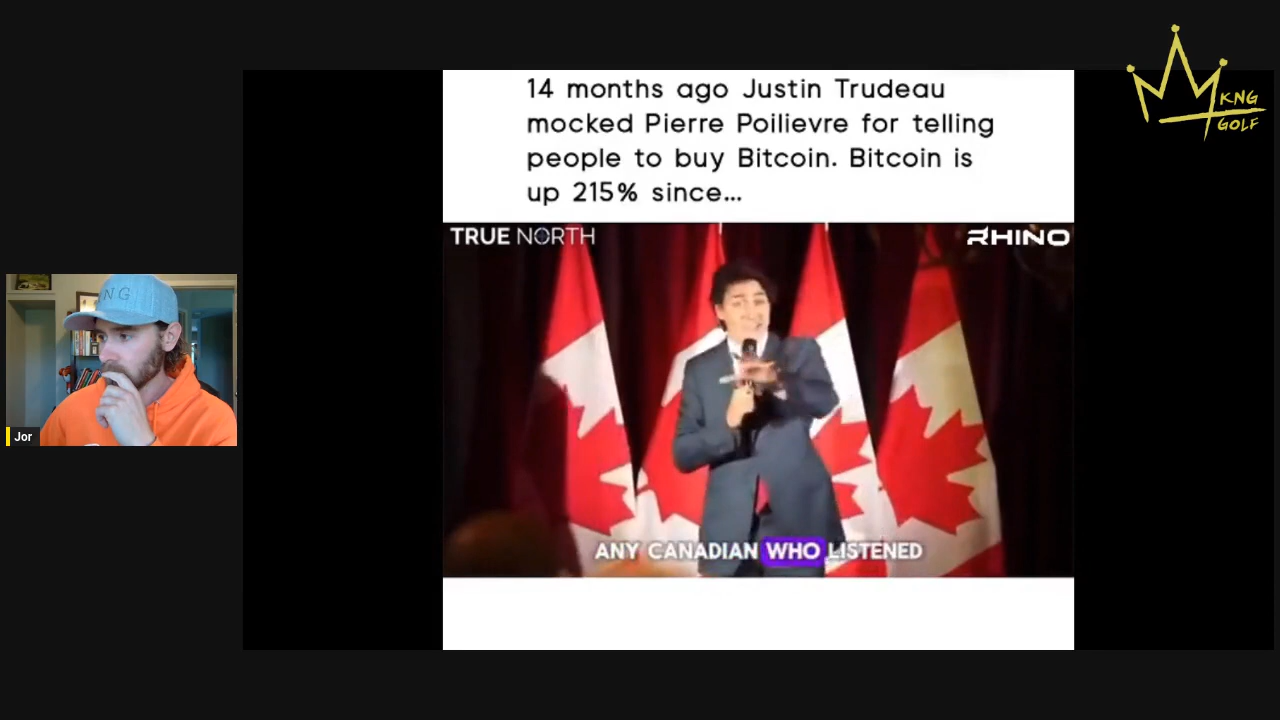 14 months ago Justin Trudeau
mocked Pierre Poilievre for telling
people to buy Bitcoin. Bitcoin is
up 215% since...
TRUE NORTH
RHINO
ANY CANADIAN WHO LISTENED
KNG
GOLF
NG
Jor